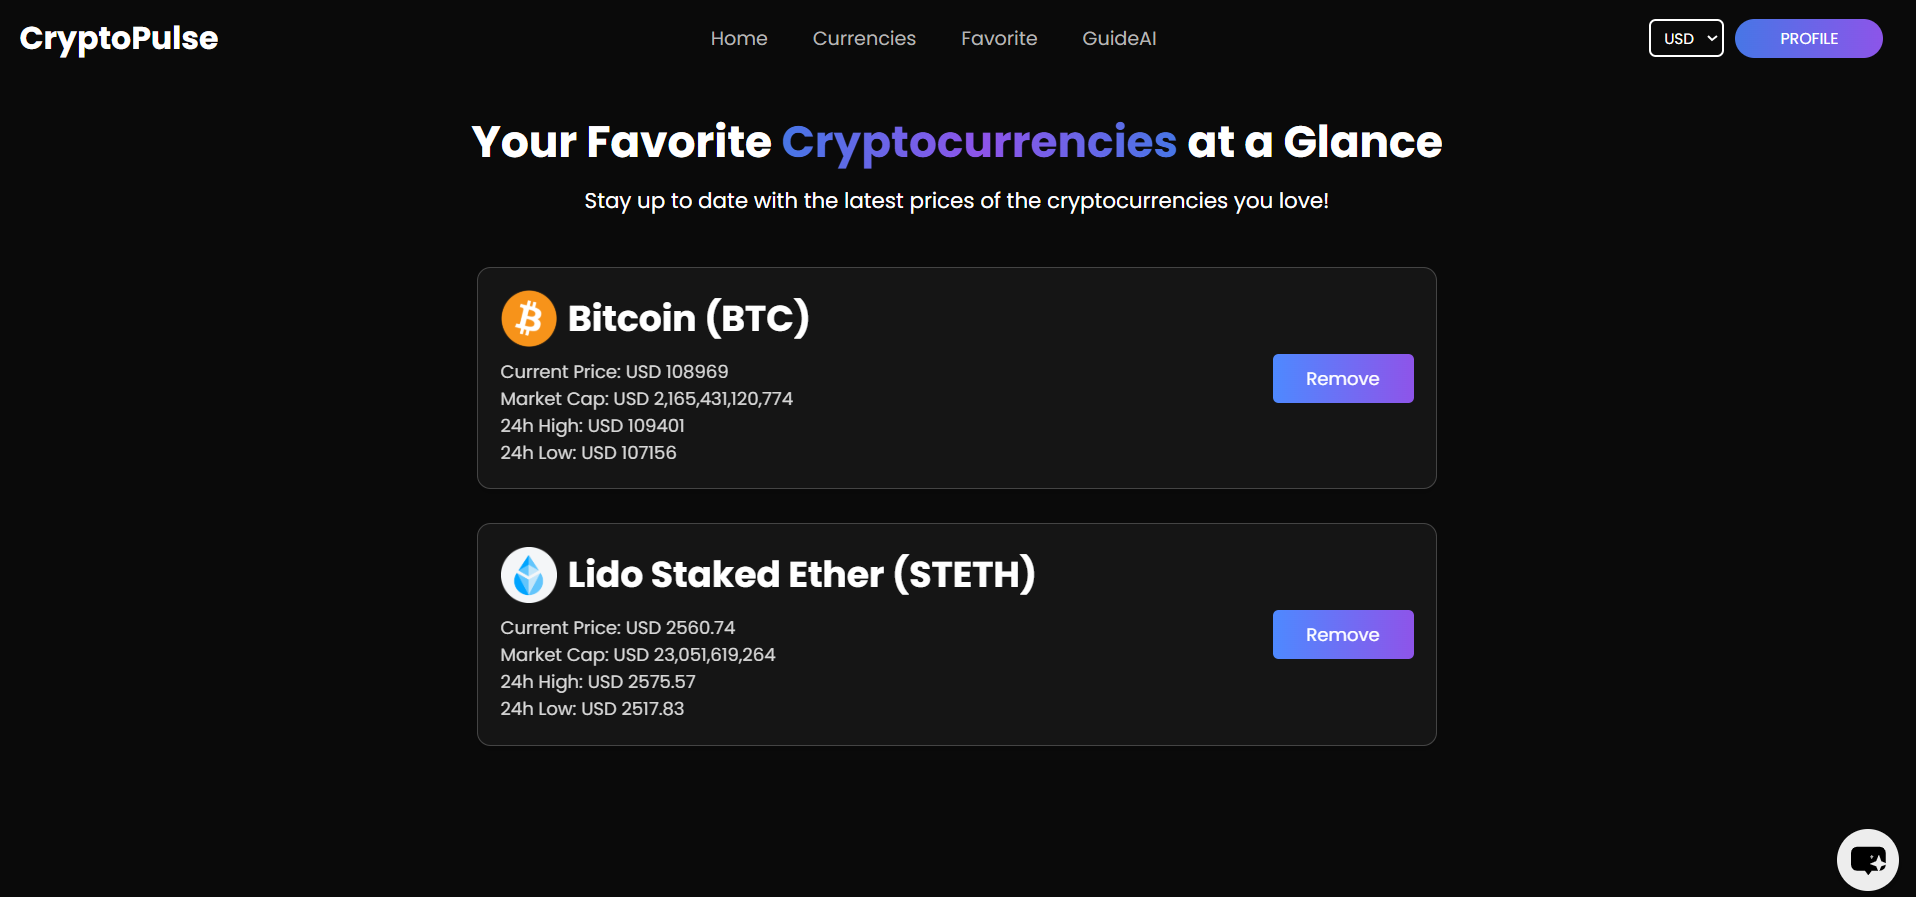 CryptoPulse
Home
Currencies
Favorite
GuideAI
USD
PROFILE
Your Favorite Cryptocurrencies at a Glance
Stay up to date with the latest prices of the cryptocurrencies you love!
Bitcoin (BTC)
Current Price: USD 108969
Market Cap: USD 2,165,431,120,774
24h High: USD 109401
24h Low: USD 107156
Remove
Lido Staked Ether (STETH)
Current Price: USD 2560.74
Market Cap: USD 23,051,619,264
24h High: USD 2575.57
24h Low: USD 2517.83
Remove